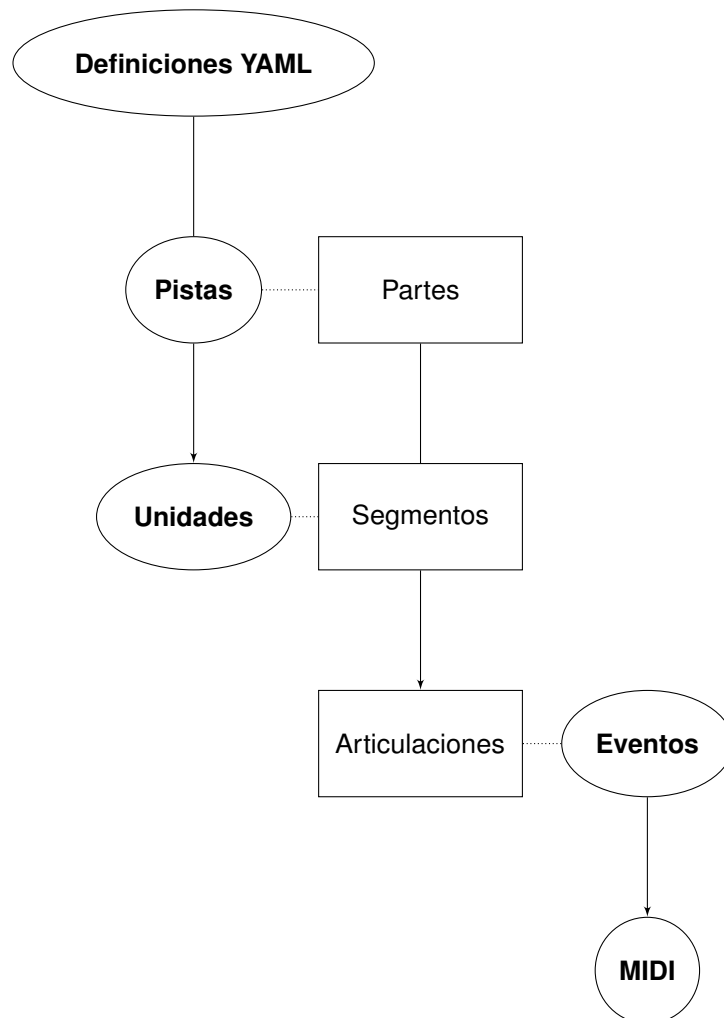 Definiciones YAML
Pistas
Partes
Unidades
Segmentos
Articulaciones
Eventos
MIDI